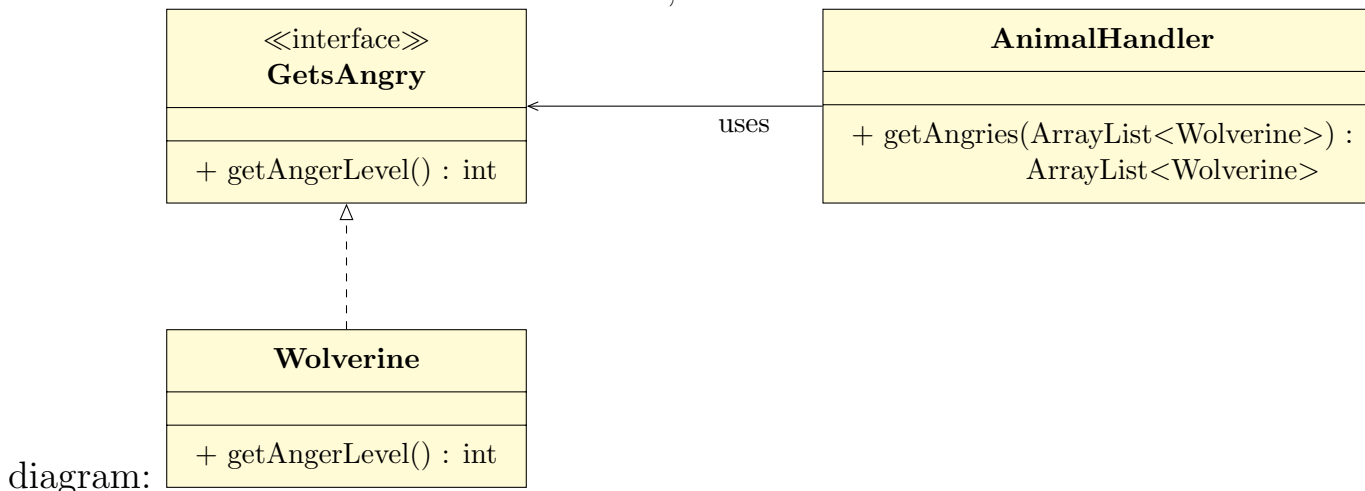 ≪interface≫
GetsAngry
+ getAngerLevel() : int
AnimalHandler
+ getAngries(ArrayList<Wolverine>) :
ArrayList<Wolverine>
uses
Wolverine
+ getAngerLevel() : int
diagram: